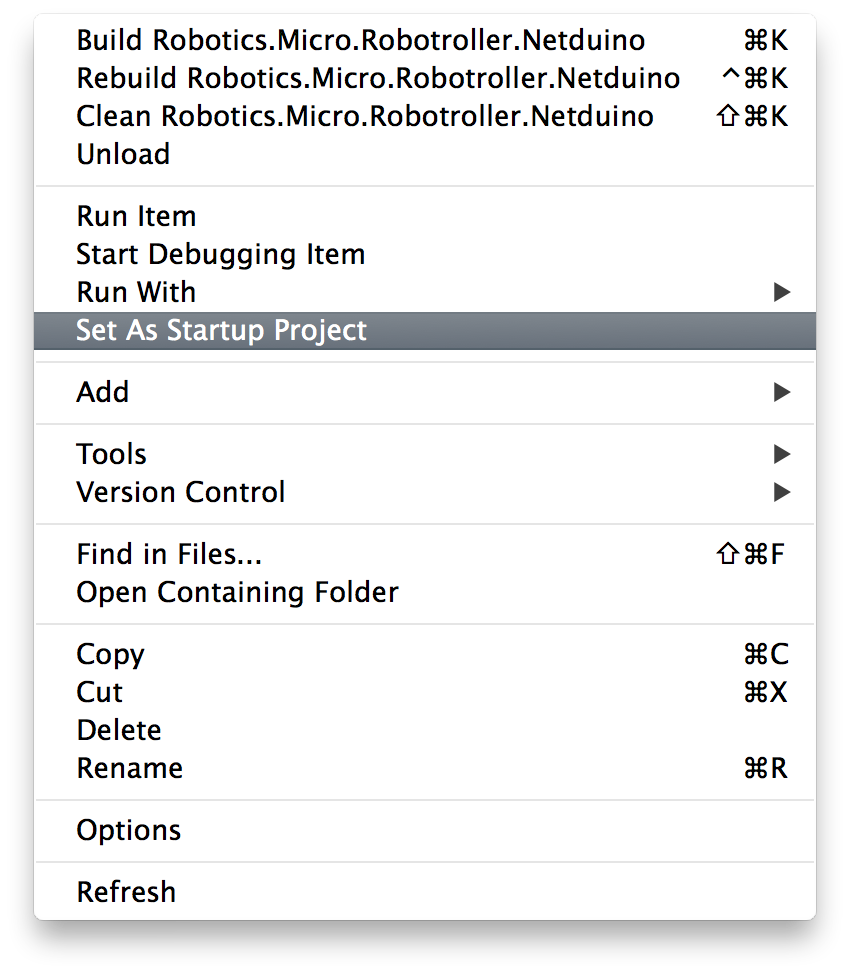 Build Robotics.Micro.Robotroller.Netduino ⌘K
Rebuild Robotics.Micro.Robotroller.Netduino ^⌘K
Clean Robotics.Micro.Robotroller.Netduino ⇧⌘K
Unload
Run Item
Start Debugging Item
Run With ▶
Set As Startup Project
Add ▶
Tools ▶
Version Control ▶
Find in Files... ⇧⌘F
Open Containing Folder
Copy ⌘C
Cut ⌘X
Delete
Rename ⌘R
Options
Refresh